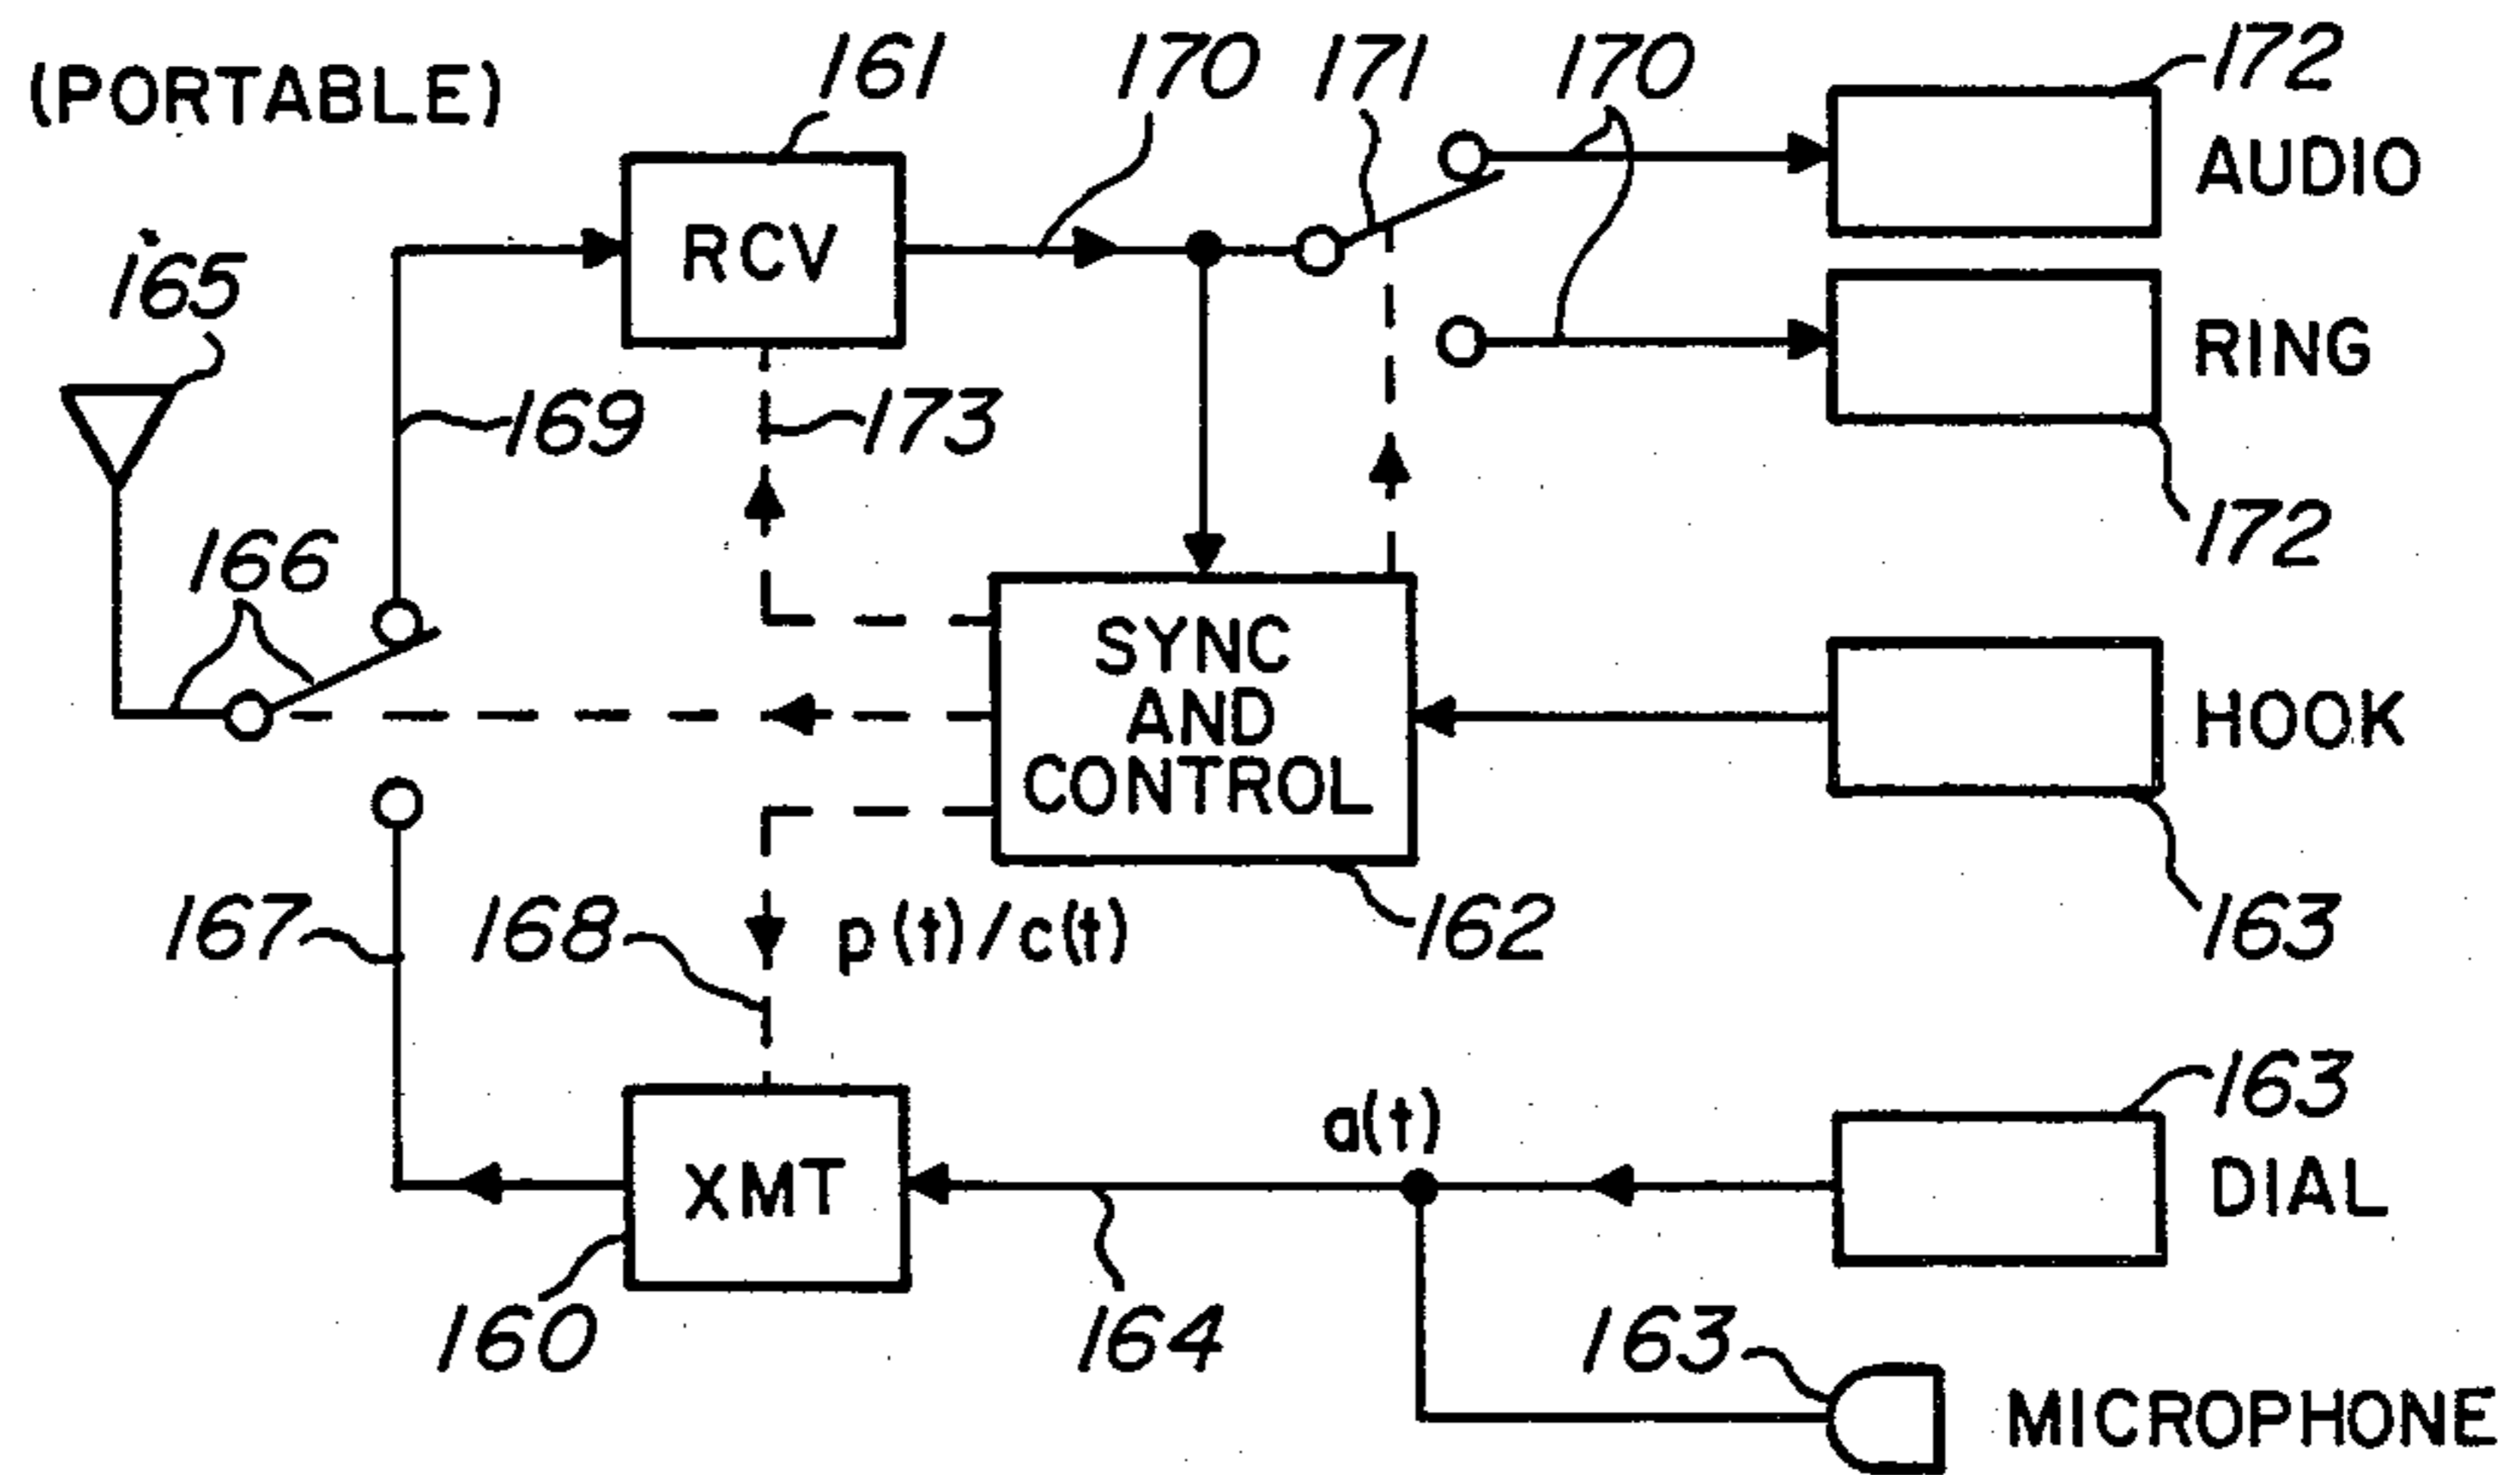 (PORTABLE)
161
170
171
170
172
AUDIO
165
RCV
RING
169
173
172
166
SYNC
AND
CONTROL
HOOK
167
168
p(t)/c(t)
162
163
163
a(t)
XMT
DIAL
160
164
163
MICROPHONE